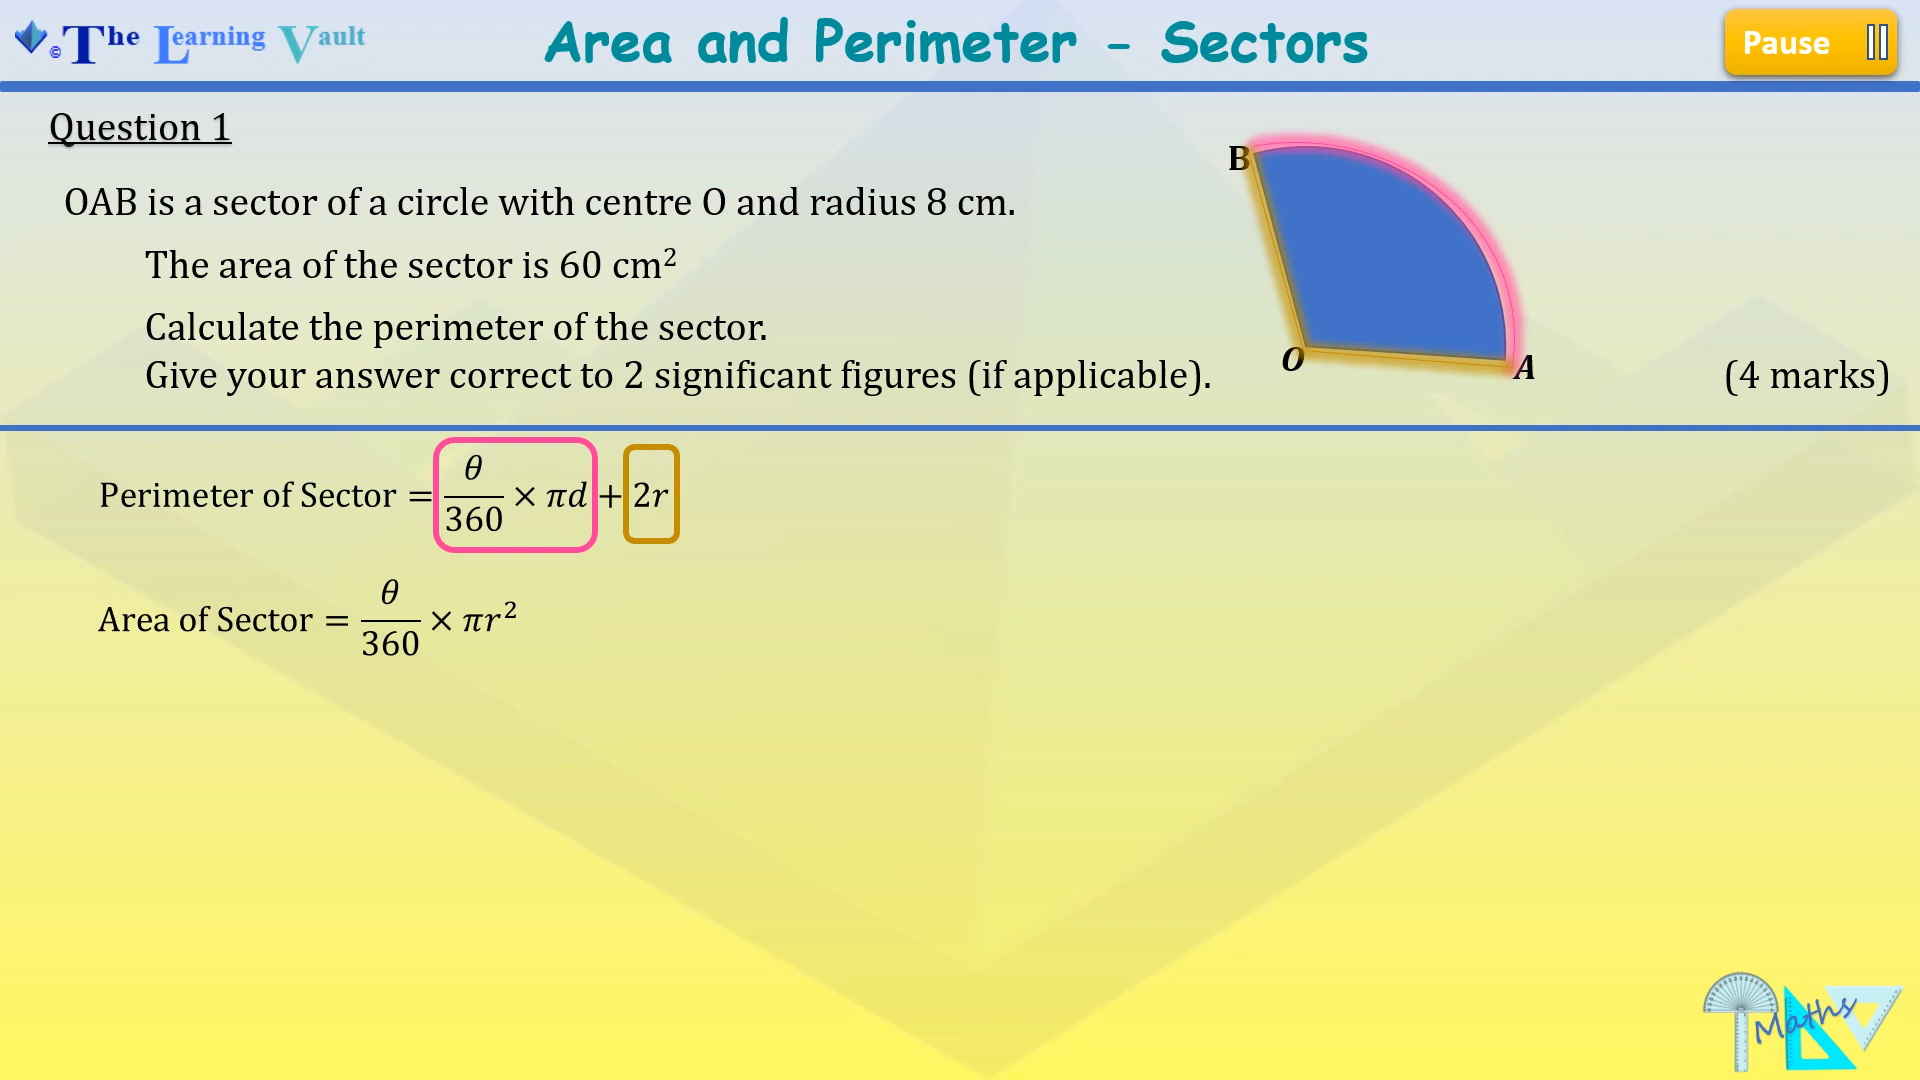 © The Learning Vault
Area and Perimeter - Sectors
Pause
Question 1
OAB is a sector of a circle with centre O and radius 8 cm.
The area of the sector is 60 cm²
Calculate the perimeter of the sector.
Give your answer correct to 2 significant figures (if applicable).
(4 marks)
B
O
A
Perimeter of Sector = θ/360 × πd + 2r
Area of Sector = θ/360 × πr²
Maths